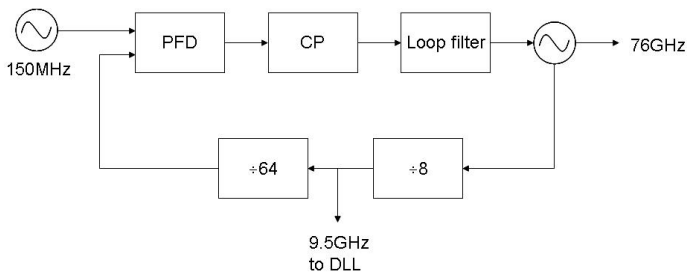 PFD
CP
Loop filter
76GHz
150MHz
÷64
÷8
9.5GHz
to DLL